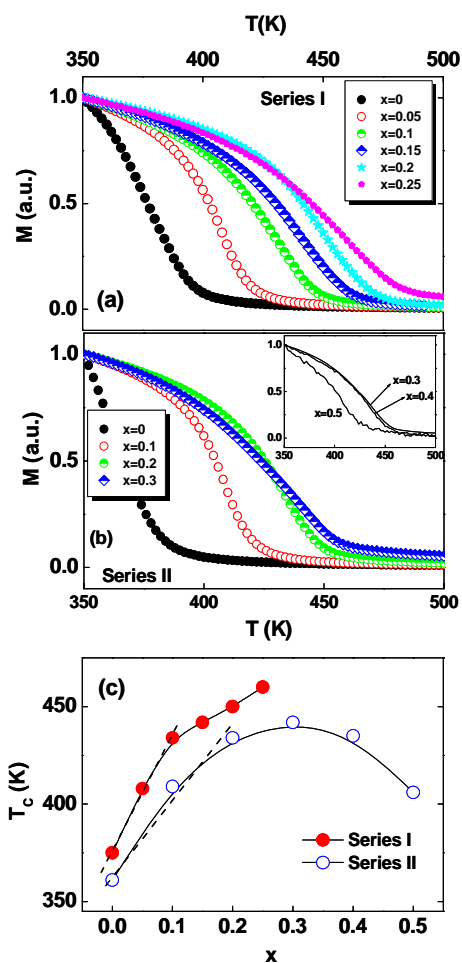 T(K)
350 400 450 500
1.0
0.5
0.0
M (a.u.)
Series I
x=0
x=0.05
x=0.1
x=0.15
x=0.2
x=0.25
(a)
1.0
0.5
0.0
M (a.u.)
x=0
x=0.1
x=0.2
x=0.3
(b)
Series II
1.0
0.5
0.0
x=0.3
x=0.4
x=0.5
350 400 450 500
350 400 450 500
T (K)
(c)
450
400
350
Tc (K)
Series I
Series II
0.0 0.1 0.2 0.3 0.4 0.5
x